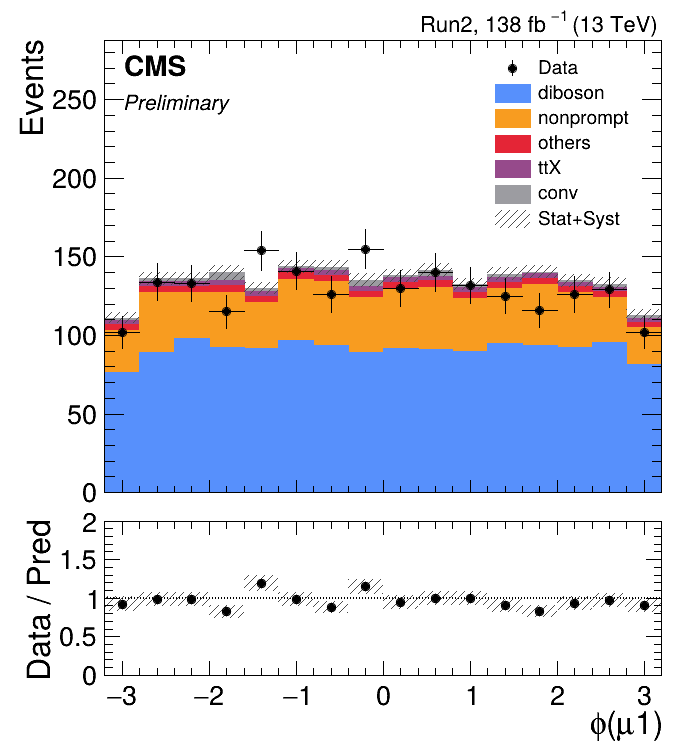 Run2, 138 fb⁻¹ (13 TeV)
CMS
Preliminary
Data
diboson
nonprompt
others
ttX
conv
Stat+Syst
Events
250
200
150
100
50
0
Data / Pred
2
1.5
1
0.5
0
−3 −2 −1 0 1 2 3
ϕ(μ1)